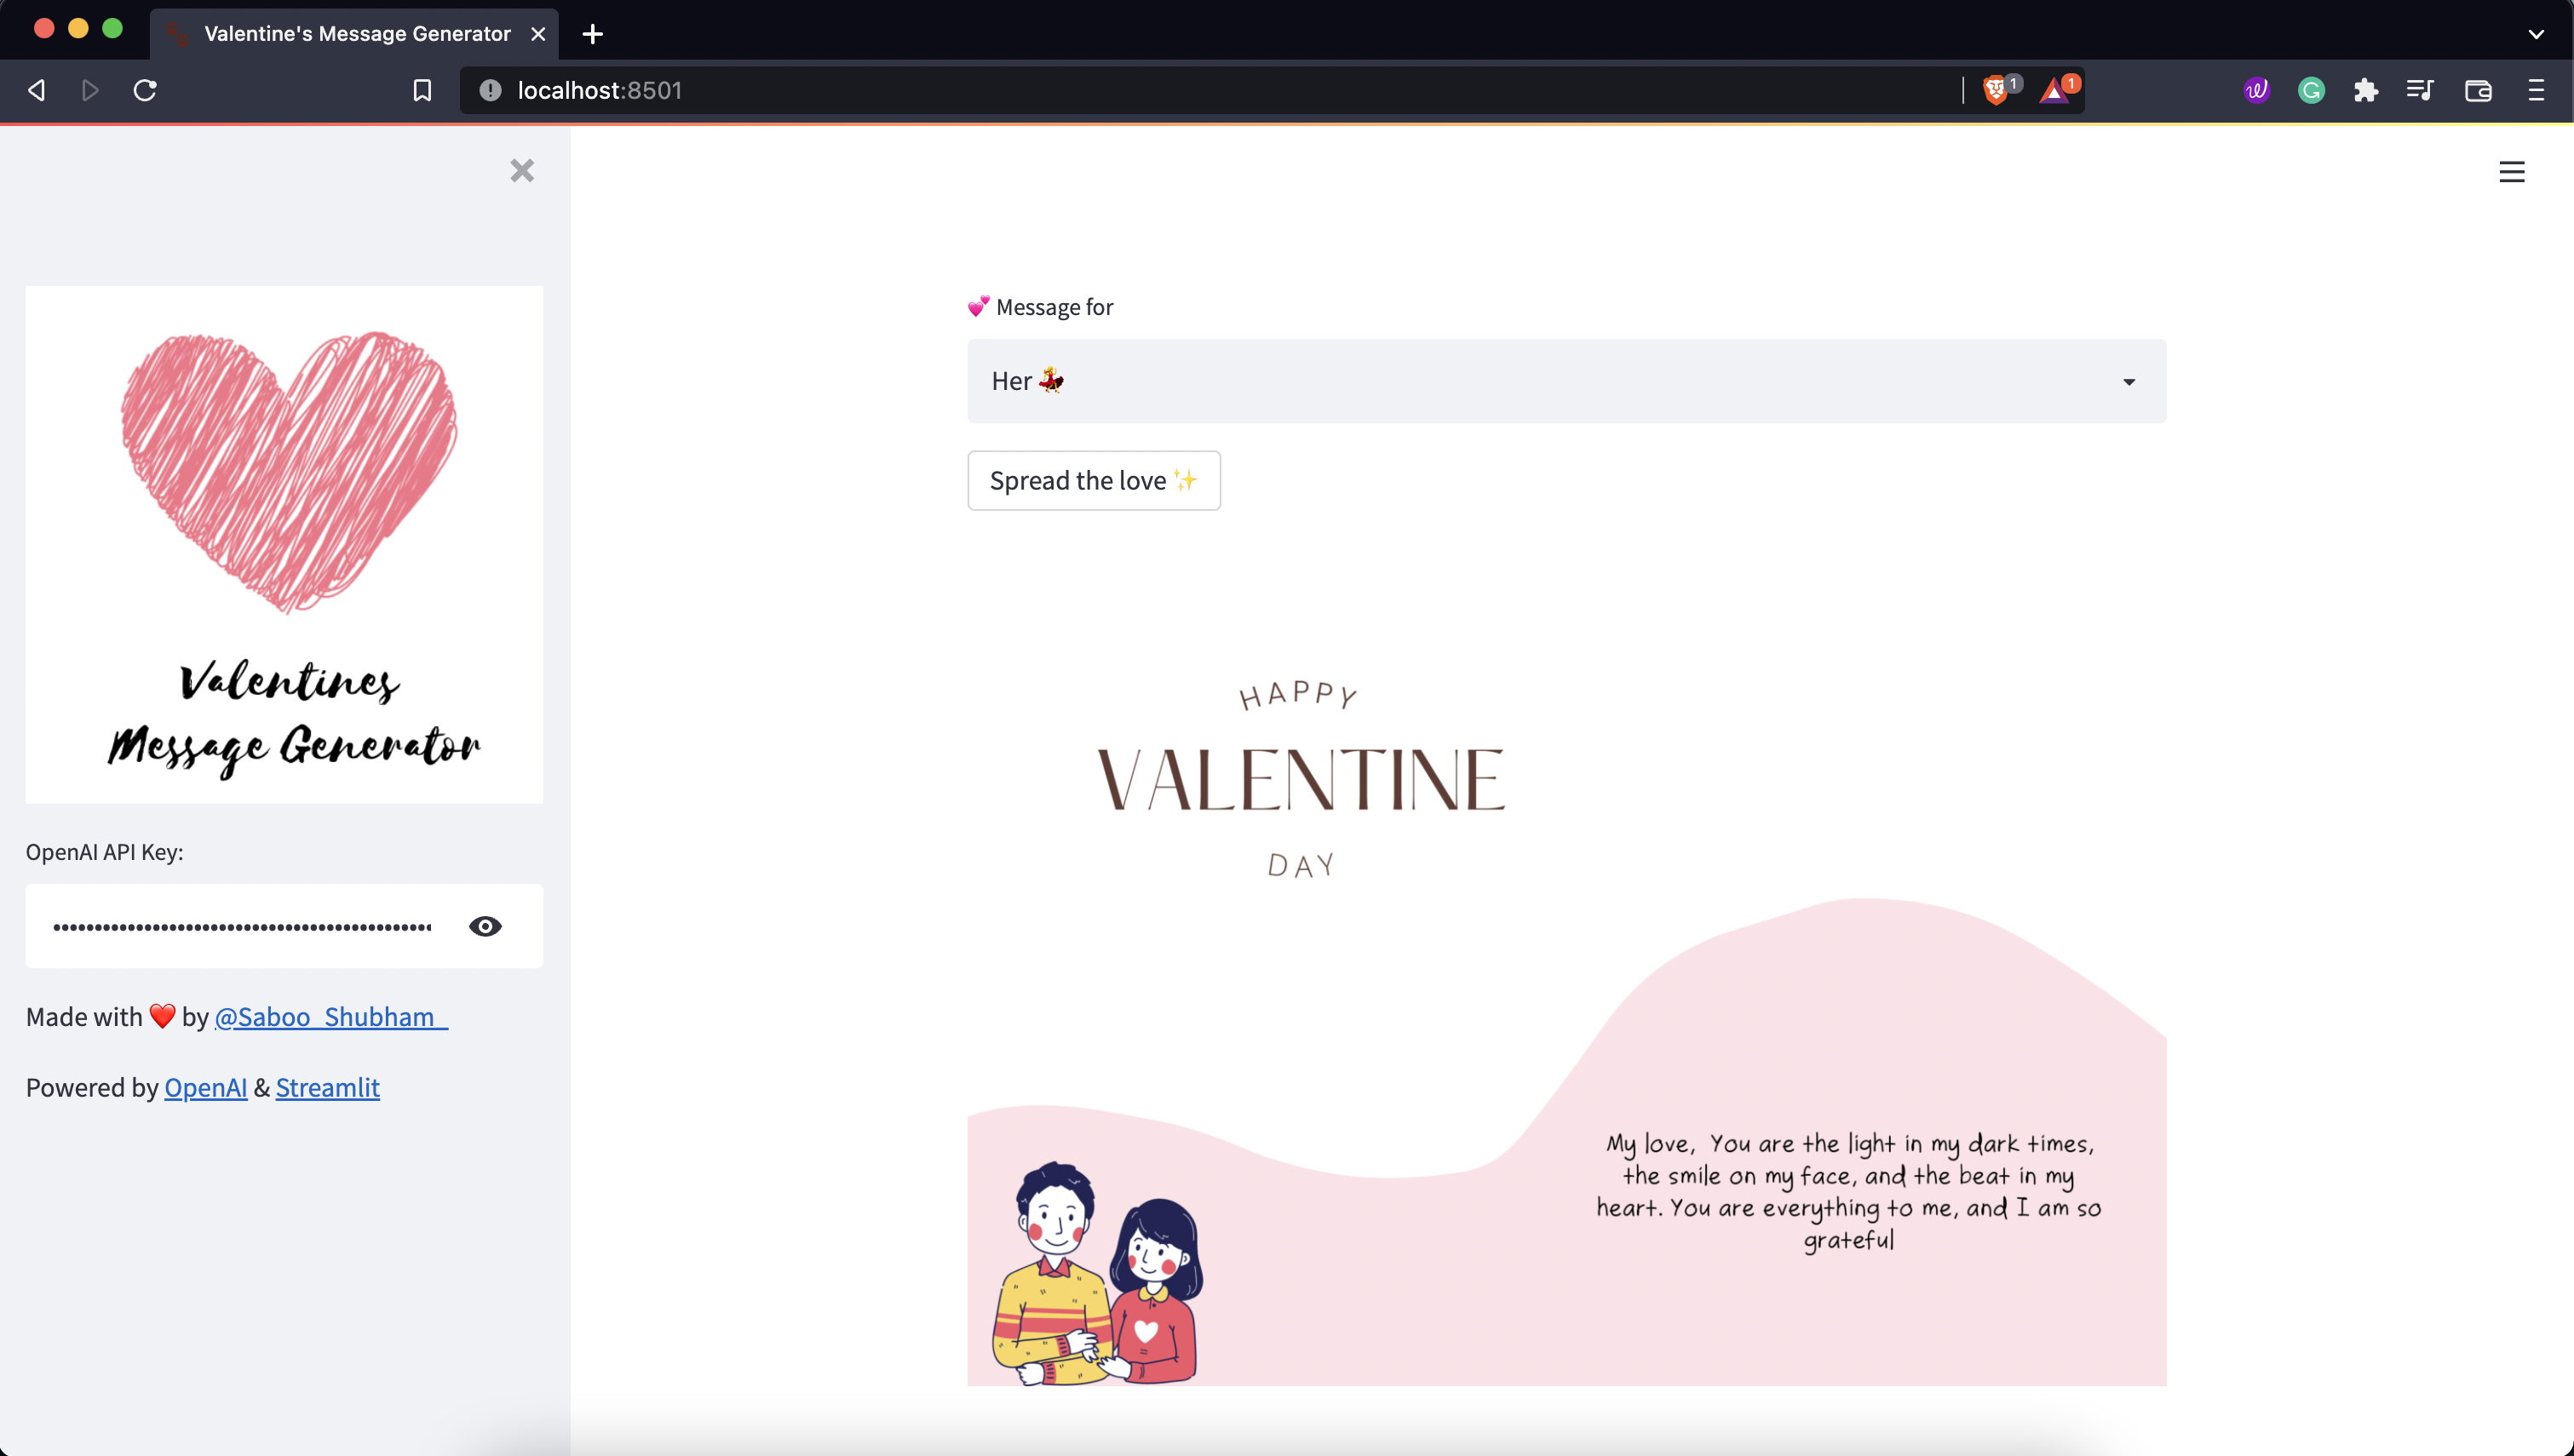 Valentine's Message Generator
localhost:8501
1
1
Valentines
Message Generator
OpenAI API Key:
••••••••••••••••••••••••••••••••••••••••••••••
Made with ❤️ by @Saboo_Shubham_
Powered by OpenAI & Streamlit
💕 Message for
Her 💃
Spread the love ✨
HAPPY
VALENTINE
DAY
My love, You are the light in my dark times,
the smile on my face, and the beat in my
heart. You are everything to me, and I am so
grateful